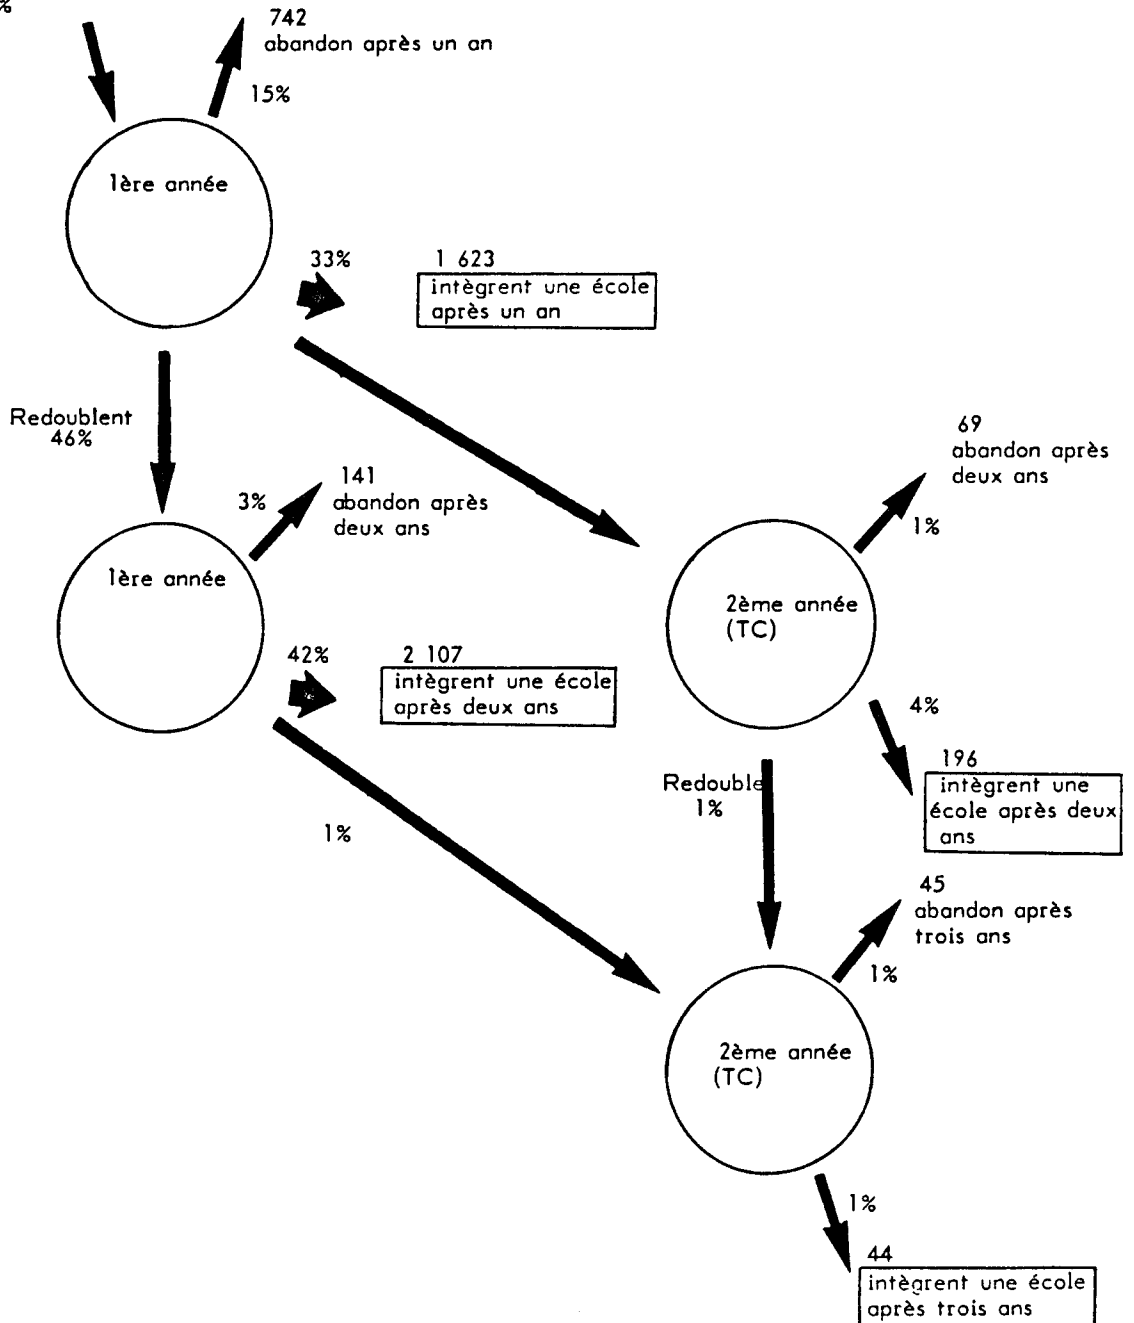 %
742
abandon après un an
15%
1ère année
33%
1 623
intègrent une école
après un an
Redoublent
46%
69
abandon après
deux ans
1%
141
abandon après
deux ans
3%
1ère année
2ème année
(TC)
42%
2 107
intègrent une école
après deux ans
4%
196
intègrent une
école après deux
ans
Redouble
1%
1%
45
abandon après
trois ans
1%
2ème année
(TC)
1%
44
intègrent une école
après trois ans